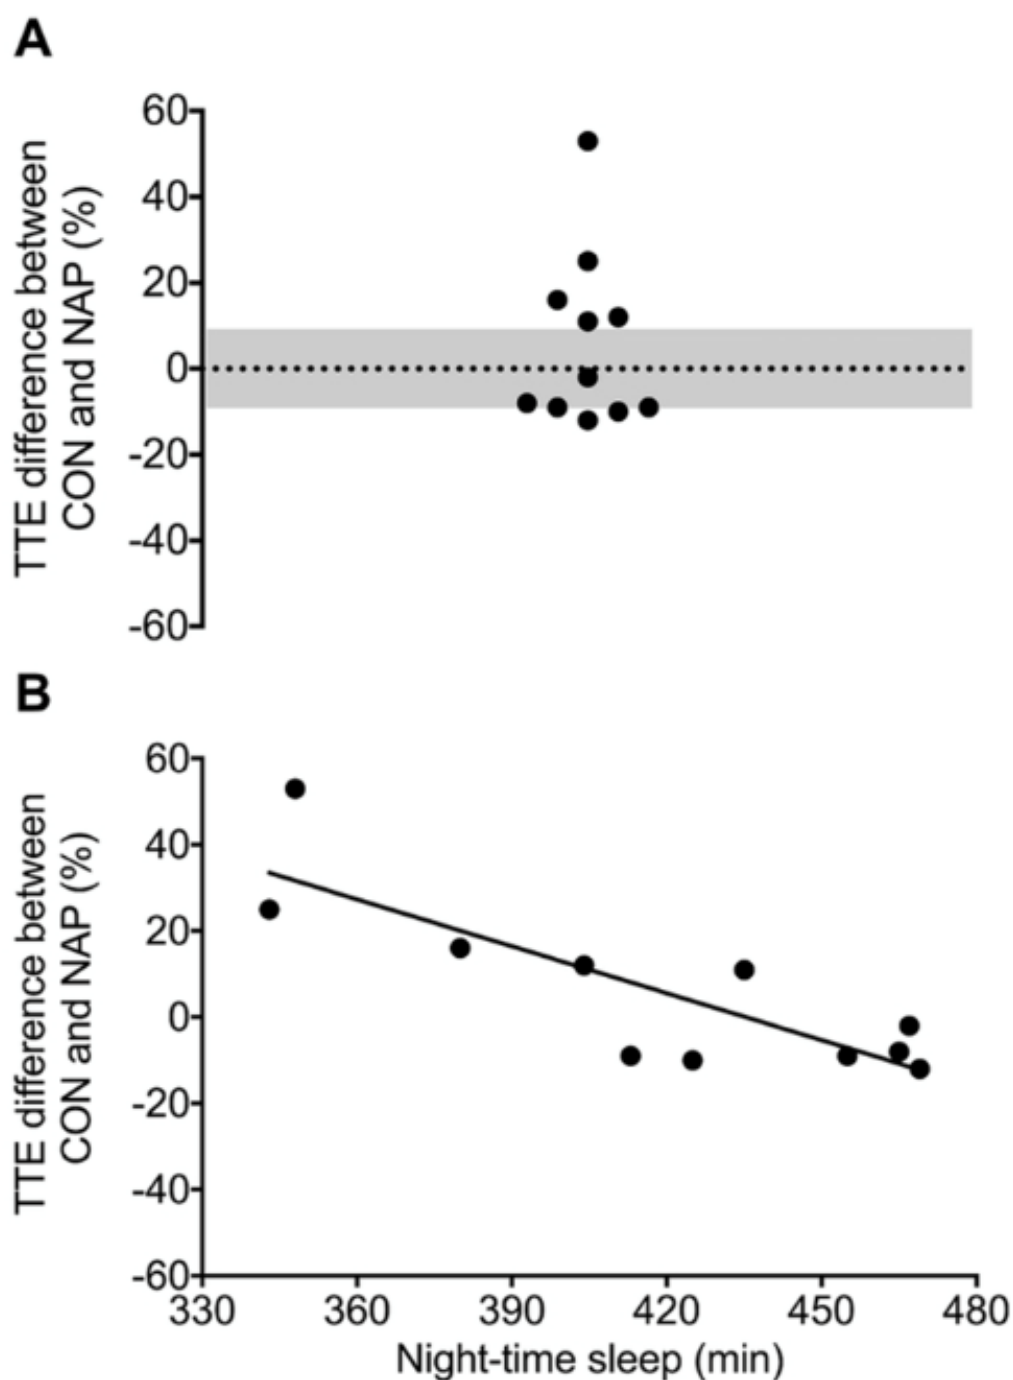 A
TTE difference between
CON and NAP (%)
60
40
20
0
-20
-40
-60
B
TTE difference between
CON and NAP (%)
60
40
20
0
-20
-40
-60
330 360 390 420 450 480
Night-time sleep (min)